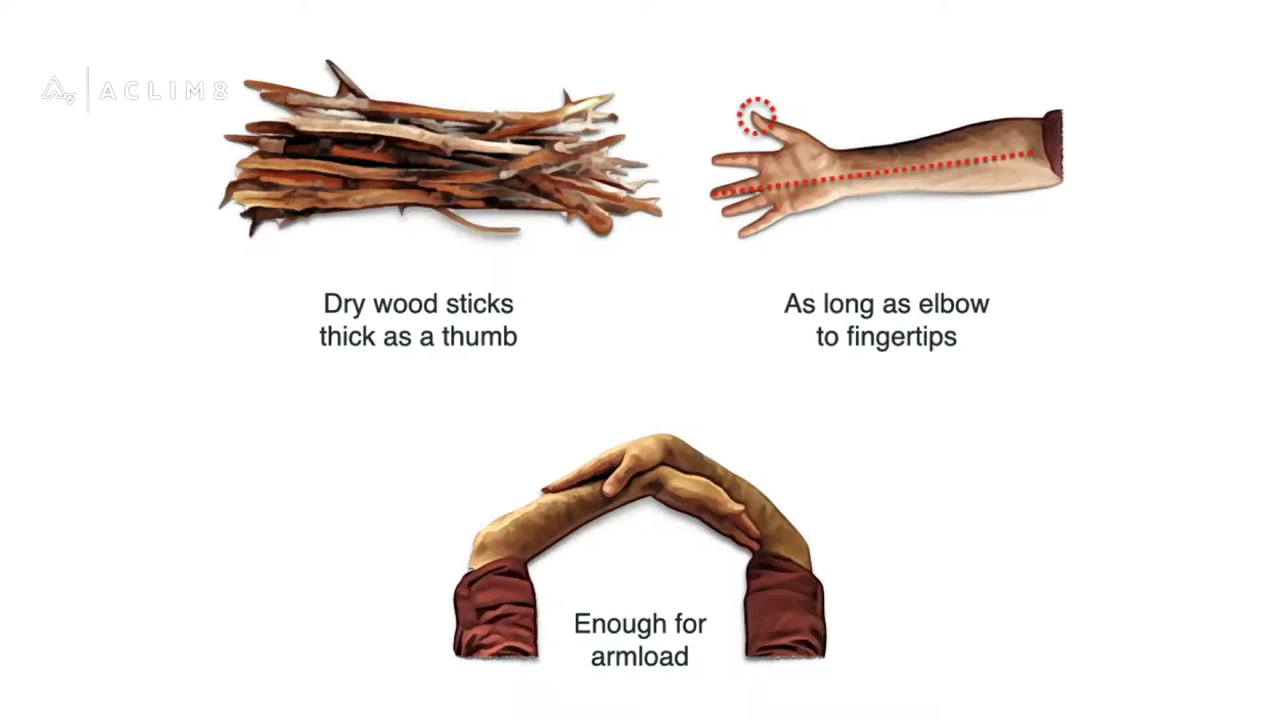 ACLIM8
Dry wood sticks
thick as a thumb
As long as elbow
to fingertips
Enough for
armload